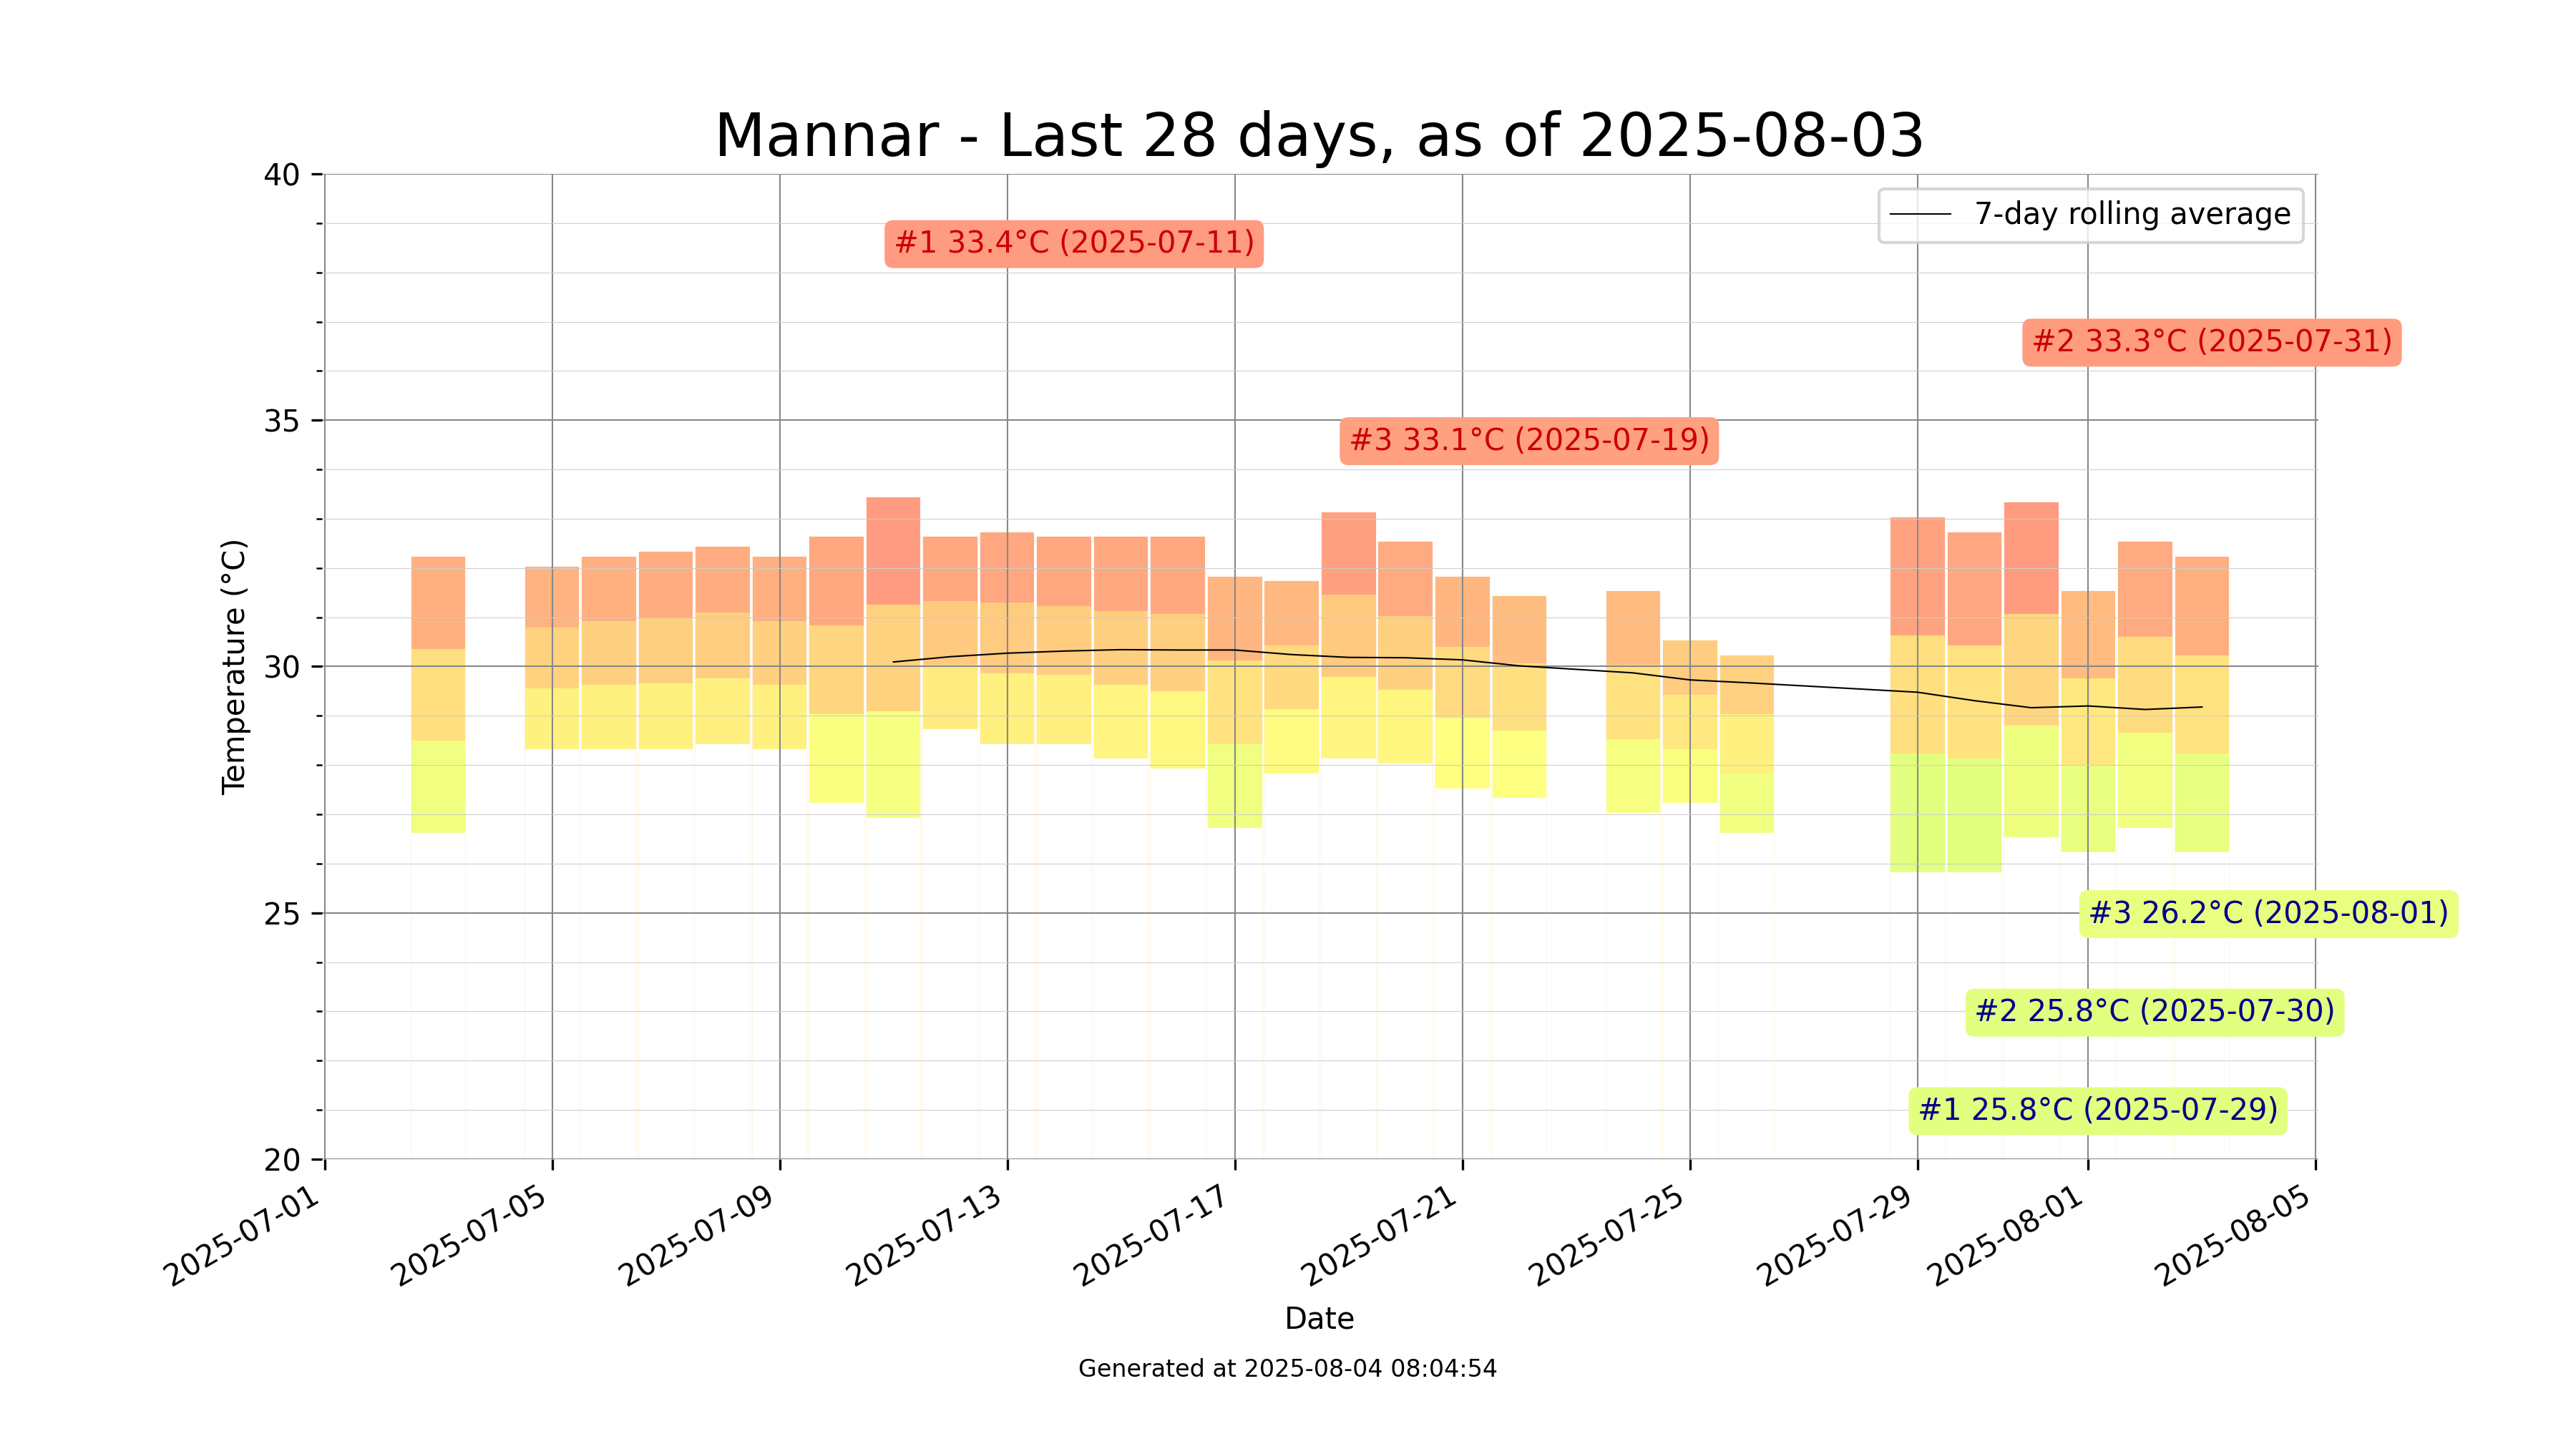 Mannar - Last 28 days, as of 2025-08-03
40
35
30
25
20
Temperature (°C)
7-day rolling average
#1 33.4°C (2025-07-11)
#2 33.3°C (2025-07-31)
#3 33.1°C (2025-07-19)
#3 26.2°C (2025-08-01)
#2 25.8°C (2025-07-30)
#1 25.8°C (2025-07-29)
2025-07-01
2025-07-05
2025-07-09
2025-07-13
2025-07-17
2025-07-21
2025-07-25
2025-07-29
2025-08-01
2025-08-05
Date
Generated at 2025-08-04 08:04:54